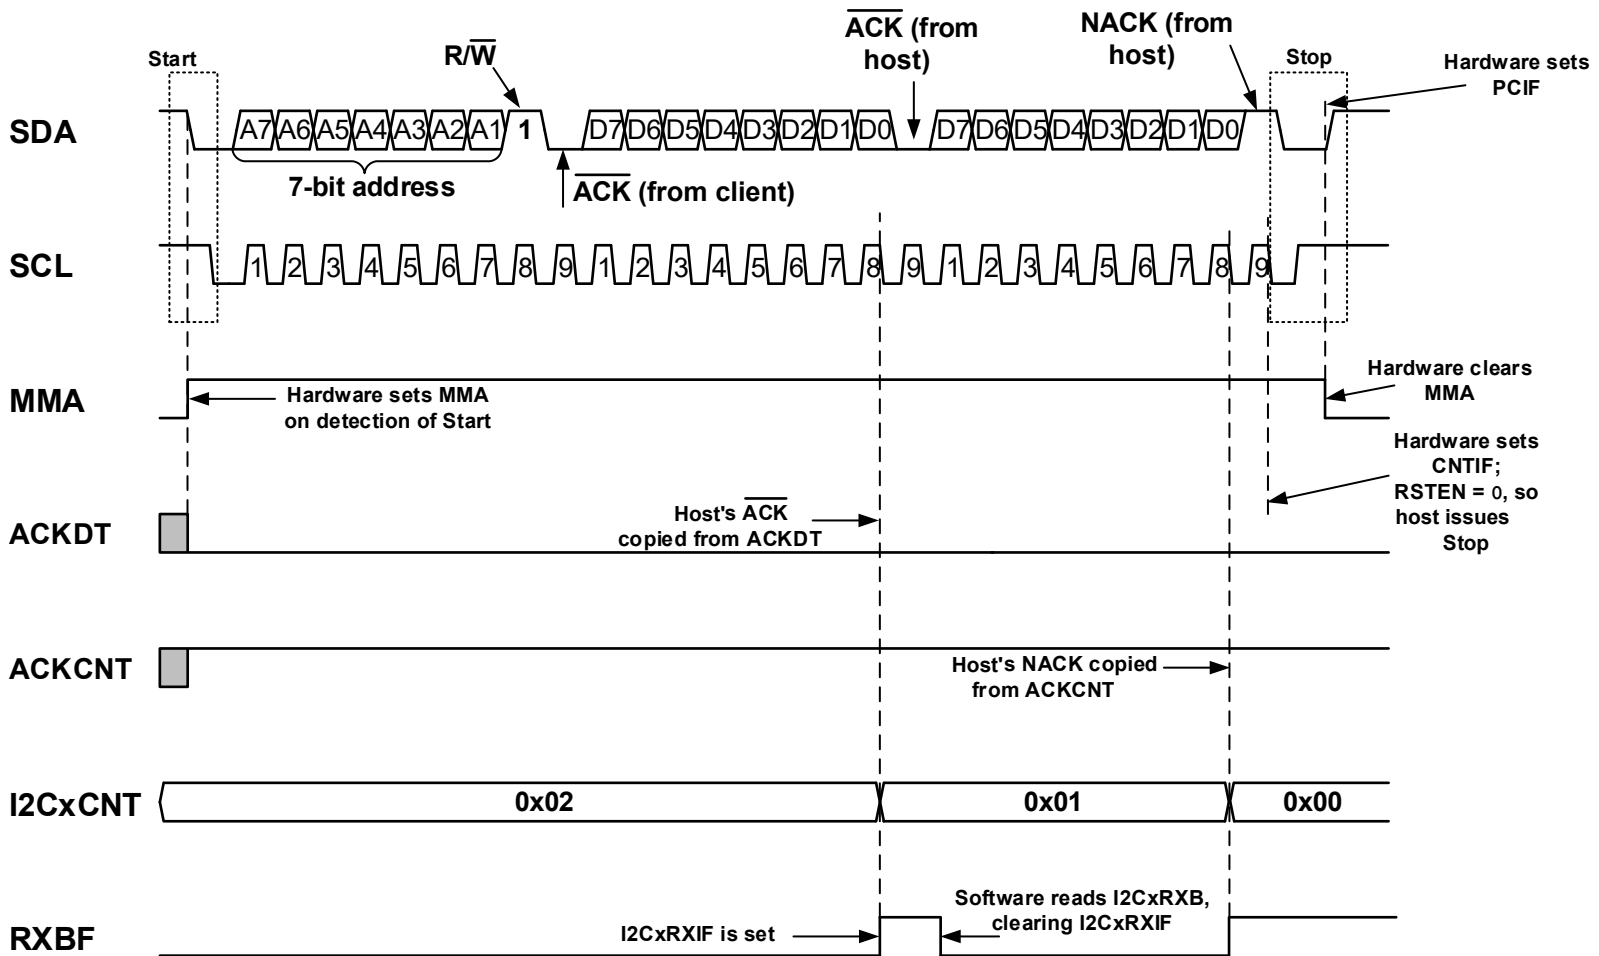 ACK (from
host)
NACK (from
host)
Start
R/W
Stop
Hardware sets
PCIF
SDA
A7 A6 A5 A4 A3 A2 A1 1 D7 D6 D5 D4 D3 D2 D1 D0 D7 D6 D5 D4 D3 D2 D1 D0
7-bit address
ACK (from client)
SCL
1 2 3 4 5 6 7 8 9 1 2 3 4 5 6 7 8 9 1 2 3 4 5 6 7 8 9
MMA
Hardware sets MMA
on detection of Start
Hardware clears
MMA
Hardware sets
CNTIF;
RSTEN = 0, so
host issues
Stop
ACKDT
Host's ACK
copied from ACKDT
ACKCNT
Host's NACK copied
from ACKCNT
I2CxCNT
0x02 0x01 0x00
RXBF
I2CxRXIF is set
Software reads I2CxRXB,
clearing I2CxRXIF